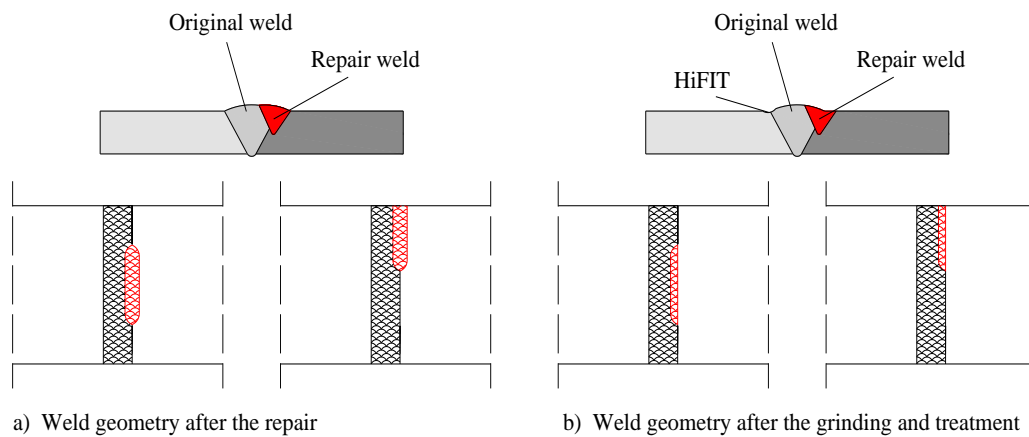 Original weld
Repair weld
Original weld
Repair weld
HiFIT
a) Weld geometry after the repair
b) Weld geometry after the grinding and treatment